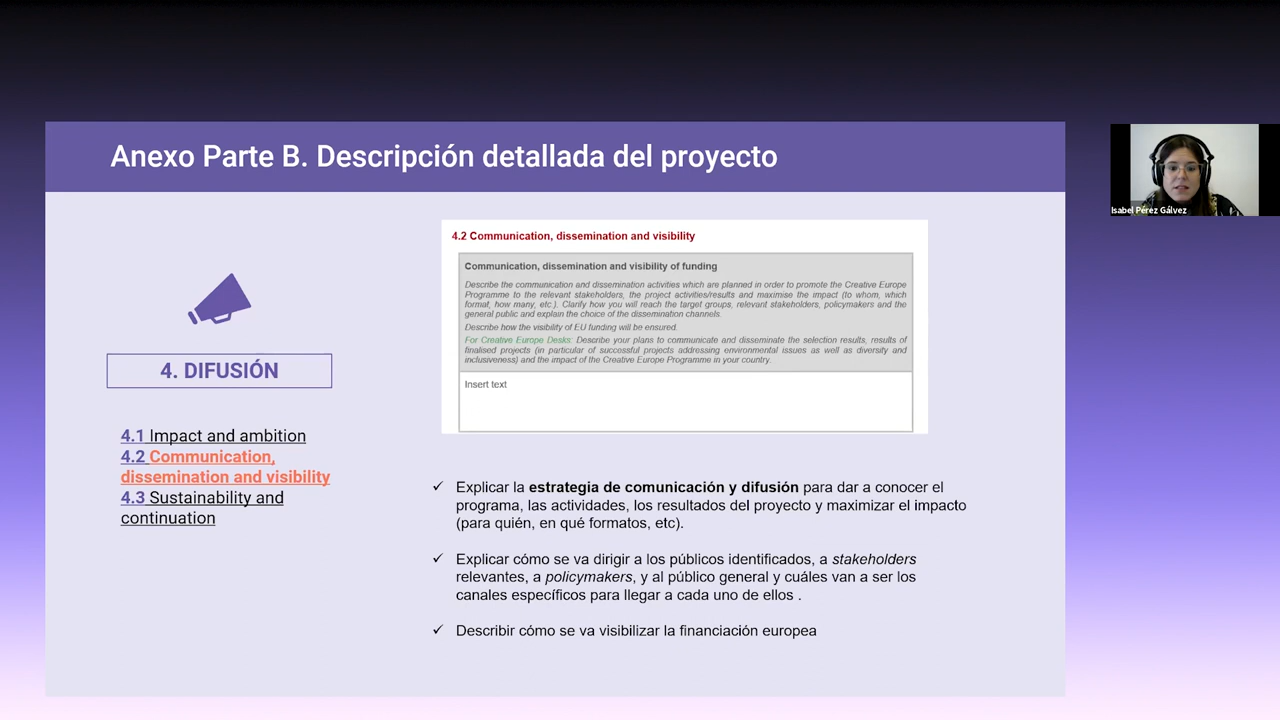 Anexo Parte B. Descripción detallada del proyecto
Isabel Pérez Gálvez
4. DIFUSIÓN
4.1 Impact and ambition
4.2 Communication,
dissemination and visibility
4.3 Sustainability and
continuation
4.2 Communication, dissemination and visibility
Communication, dissemination and visibility of funding
Describe the communication and dissemination activities which are planned in order to promote the Creative Europe
Programme to the relevant stakeholders, the project activities/results and maximise the impact (to whom, which
format, how many, etc.). Clarify how you will reach the target groups, relevant stakeholders, policymakers and the
general public and explain the choice of the dissemination channels.
Describe how the visibility of EU funding will be ensured.
For Creative Europe Desks: Describe your plans to communicate and disseminate the selection results, results of
finalised projects (in particular of successful projects addressing environmental issues as well as diversity and
inclusiveness) and the impact of the Creative Europe Programme in your country.
Insert text
✓ Explicar la estrategia de comunicación y difusión para dar a conocer el
programa, las actividades, los resultados del proyecto y maximizar el impacto
(para quién, en qué formatos, etc).
✓ Explicar cómo se va dirigir a los públicos identificados, a stakeholders
relevantes, a policymakers, y al público general y cuáles van a ser los
canales específicos para llegar a cada uno de ellos .
✓ Describir cómo se va visibilizar la financiación europea